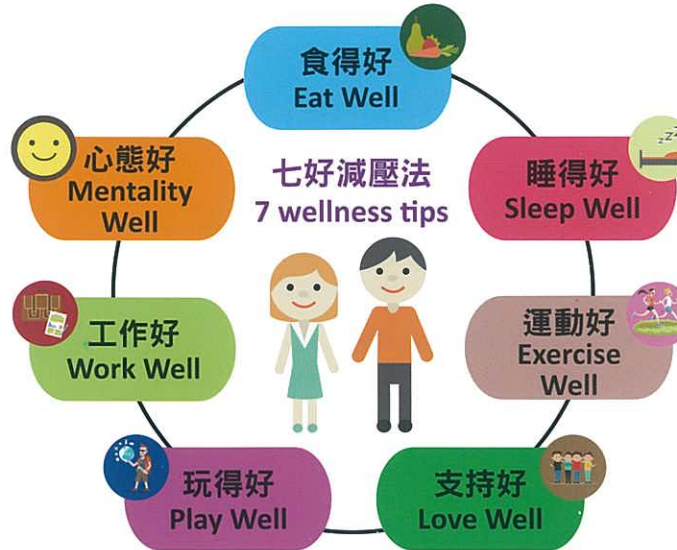 食得好
Eat Well
心態好
Mentality
Well
七好減壓法
7 wellness tips
睡得好
Sleep Well
工作好
Work Well
運動好
Exercise
Well
玩得好
Play Well
支持好
Love Well